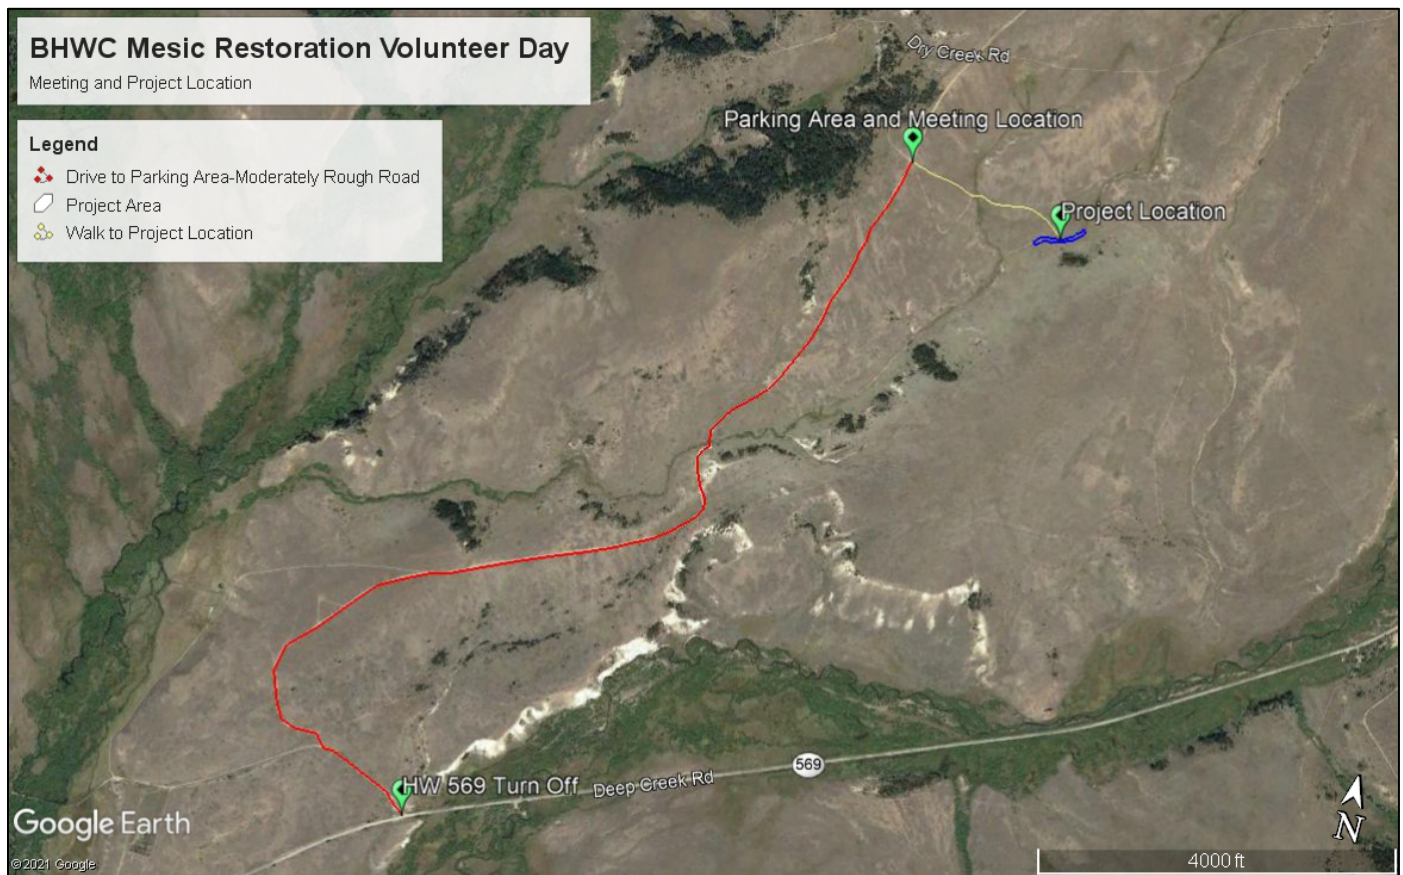 BHWC Mesic Restoration Volunteer Day
Meeting and Project Location
Legend
Drive to Parking Area-Moderately Rough Road
Project Area
Walk to Project Location
Dry Creek Rd
Parking Area and Meeting Location
Project Location
HW 569 Turn Off
Deep Creek Rd
569
Google Earth
©2021 Google
N
4000 ft